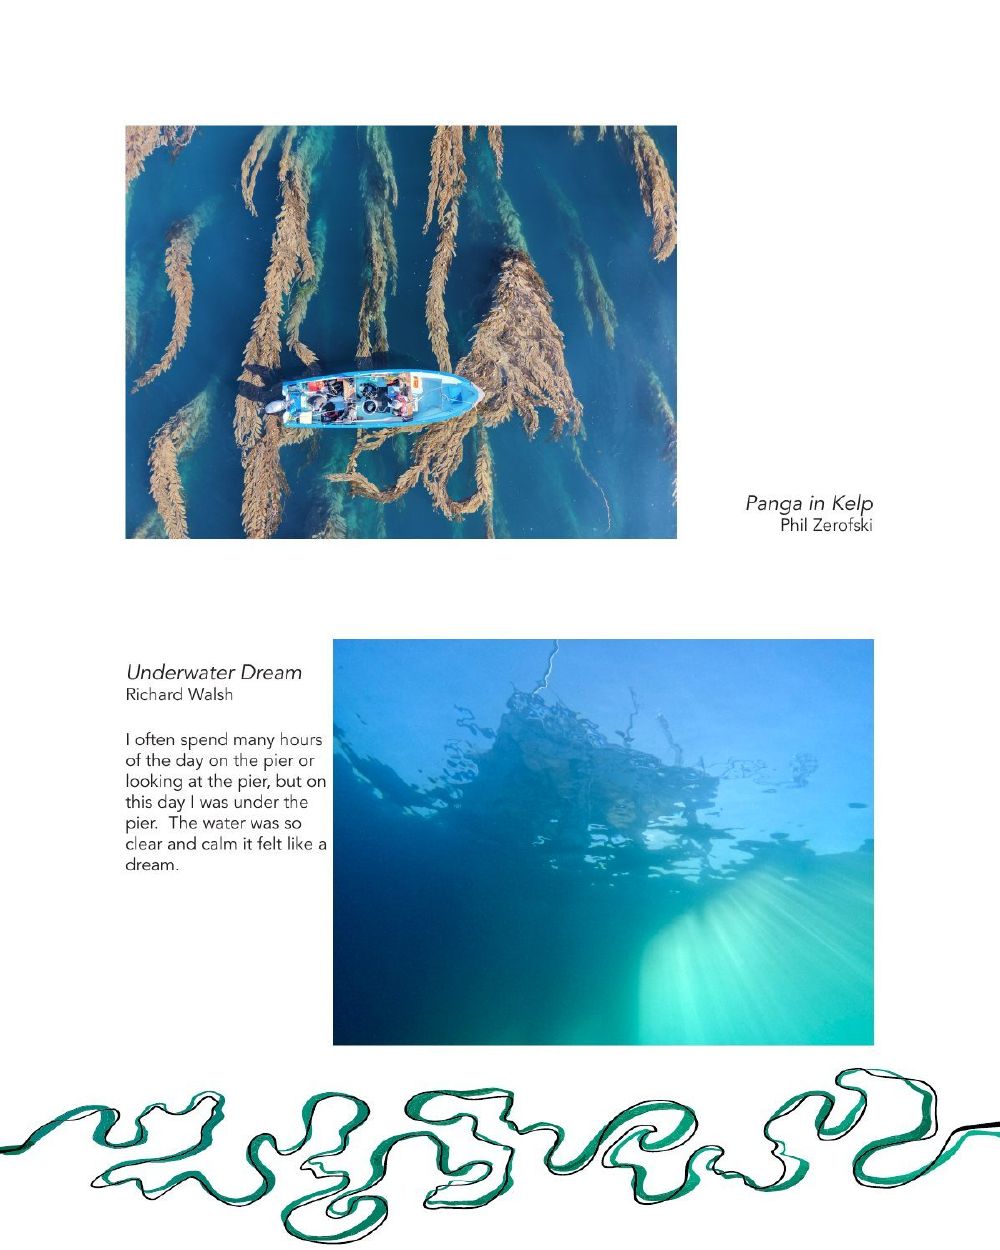 Panga in Kelp
Phil Zerofski
Underwater Dream
Richard Walsh
I often spend many hours
of the day on the pier or
looking at the pier, but on
this day I was under the
pier.  The water was so
clear and calm it felt like a
dream.